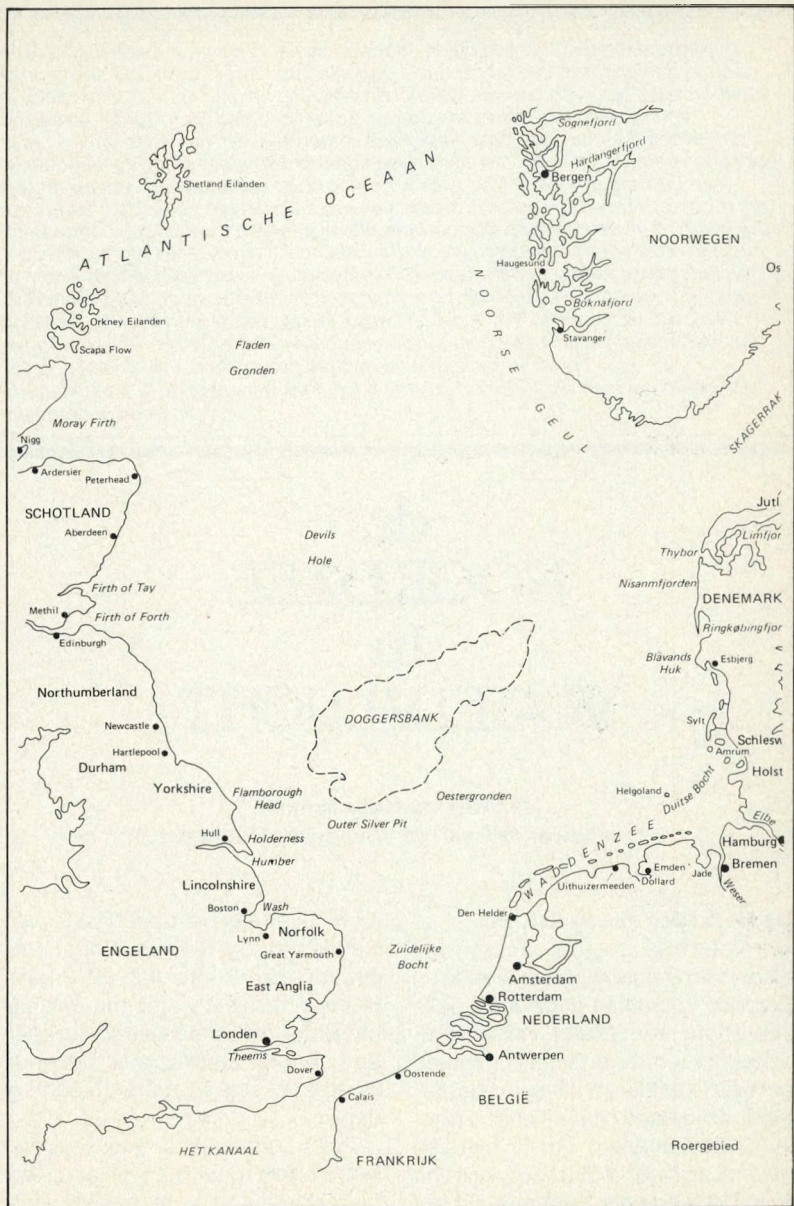 Sognefjord
Hardangerfjord
Bergen
Shetland Eilanden
ATLANTISCHE OCEAAN
NOORWEGEN
Haugesund
Os
Boknafjord
NOORSE GEUL
Orkney Eilanden
Stavanger
Scapa Flow
Fladen
Gronden
Moray Firth
SKAGERRAK
Nigg
Ardersier
Peterhead
SCHOTLAND
Jutl
Aberdeen
Devils
Hole
Limfjor
Thybor
Nisanmfjorden
Firth of Tay
DENEMARK
Methil
Firth of Forth
Ringkøbingfjor
Edinburgh
Blavands
Huk
Esbjerg
Northumberland
DOGGERSBANK
Newcastle
Sylt
Schlesw
Hartlepool
Amrum
Durham
Holst
Yorkshire
Flamborough
Head
Oestergronden
Helgoland
Duitse Bocht
Outer Silver Pit
Elbe
Hull
Holderness
WADDENZEE
Hamburg
Humber
Emden
Jade
Bremen
Uithuizermeeden
Dollard
Weser
Lincolnshire
Boston
Wash
Den Helder
Lynn
Norfolk
ENGELAND
Great Yarmouth
Zuidelijke
Bocht
Amsterdam
East Anglia
Rotterdam
NEDERLAND
Londen
Theems
Antwerpen
Dover
Oostende
Calais
BELGIË
HET KANAAL
Roergebied
FRANKRIJK